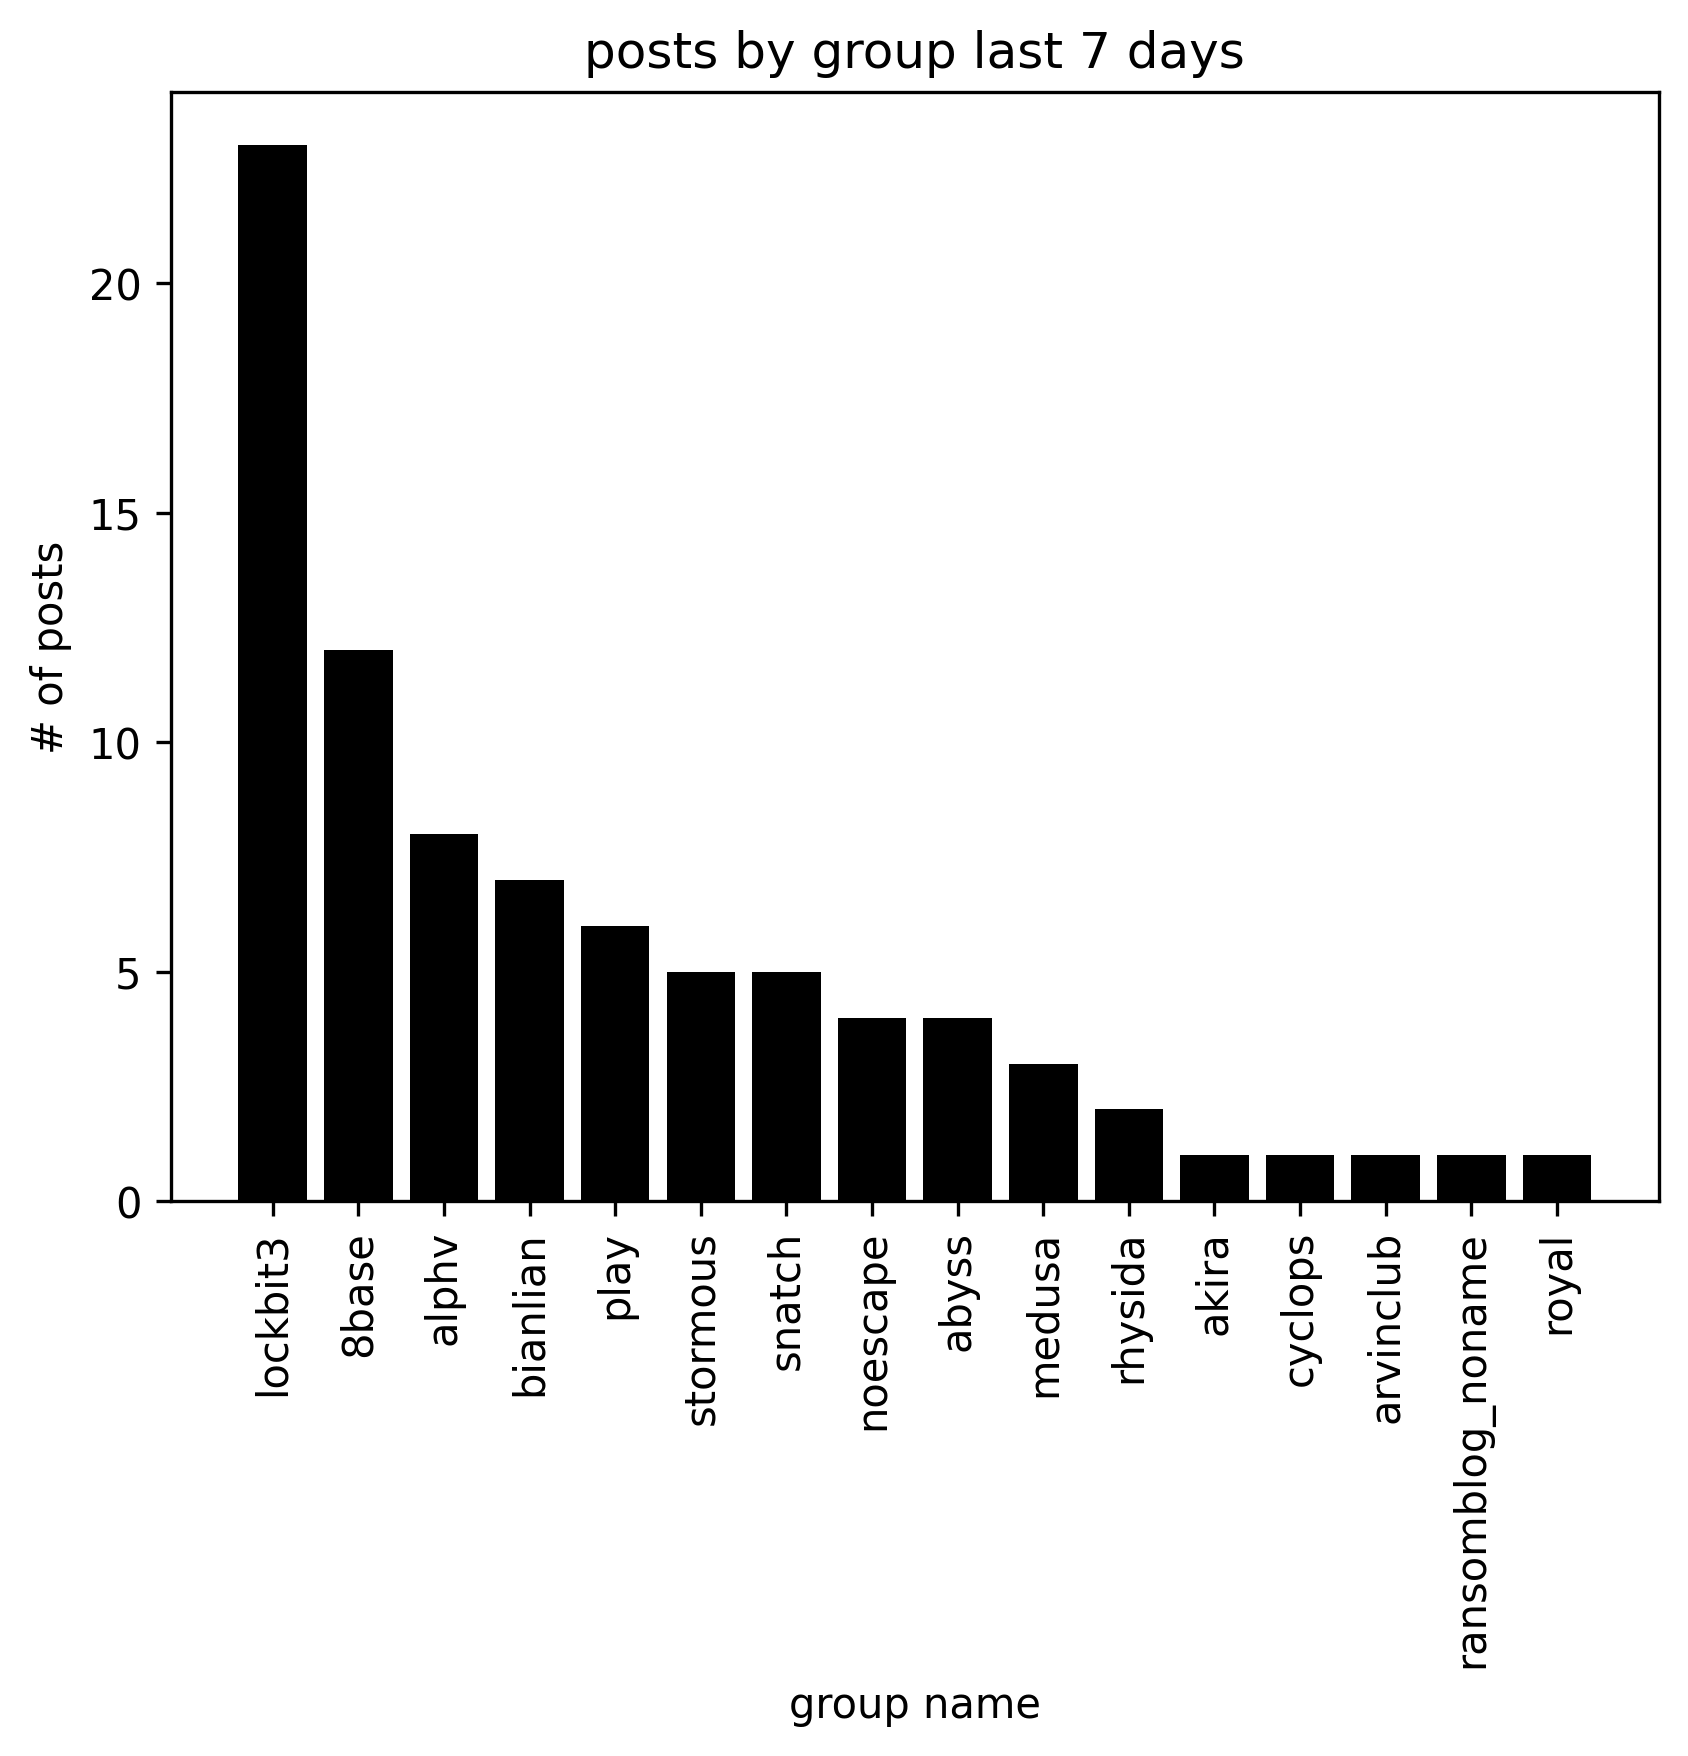 posts by group last 7 days
# of posts
20
15
10
5
0
lockbit3
8base
alphv
bianlian
play
stormous
snatch
noescape
abyss
medusa
rhysida
akira
cyclops
arvinclub
ransomblog_noname
royal
group name